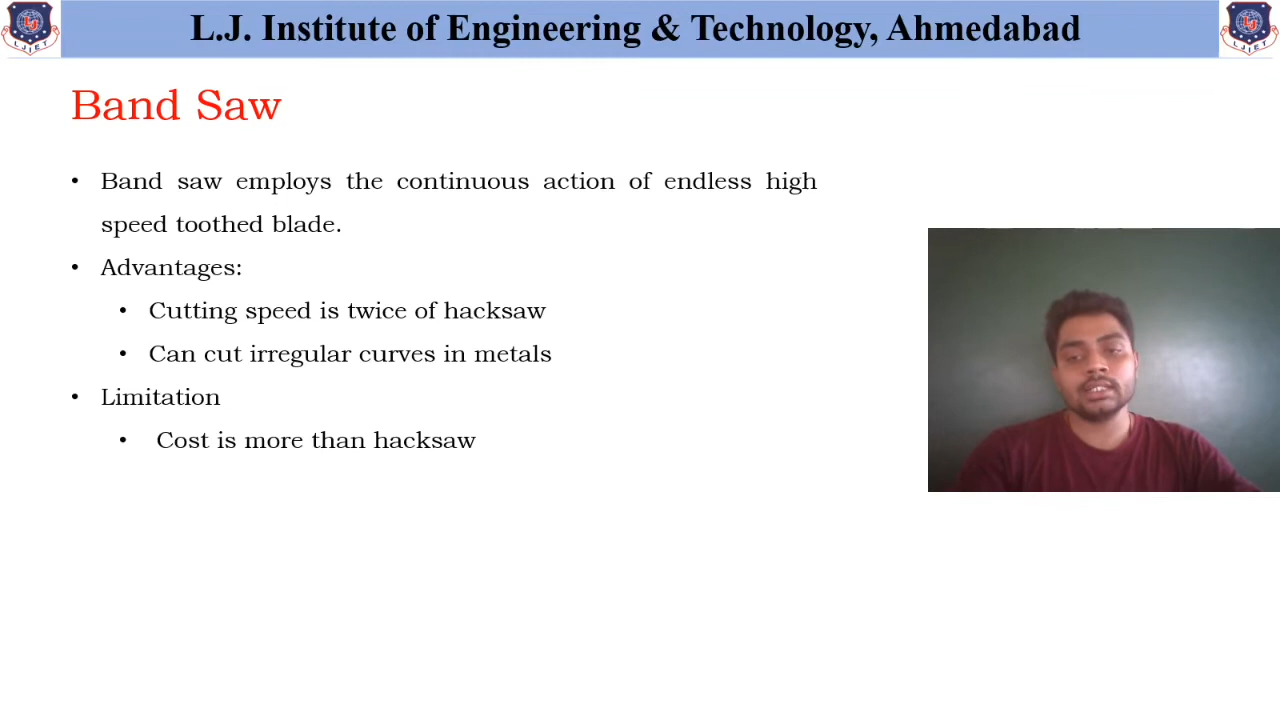 L.J. Institute of Engineering & Technology, Ahmedabad
LJIET
LJIET
Band Saw
• Band saw employs the continuous action of endless high
speed toothed blade.
• Advantages:
• Cutting speed is twice of hacksaw
• Can cut irregular curves in metals
• Limitation
• Cost is more than hacksaw